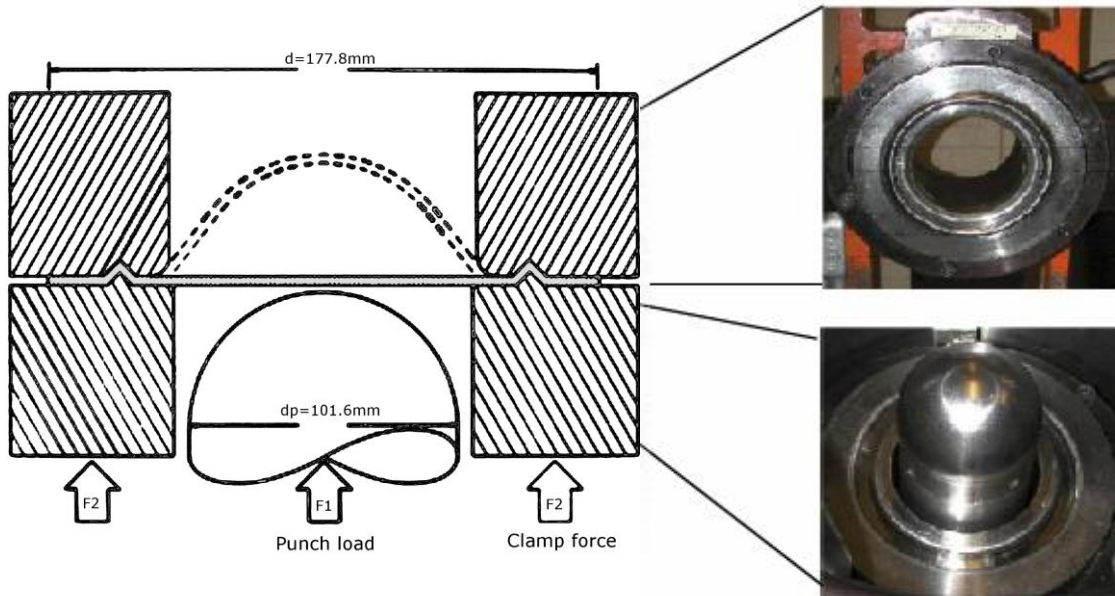 d=177.8mm
dp=101.6mm
F2
F1
F2
Punch load
Clamp force